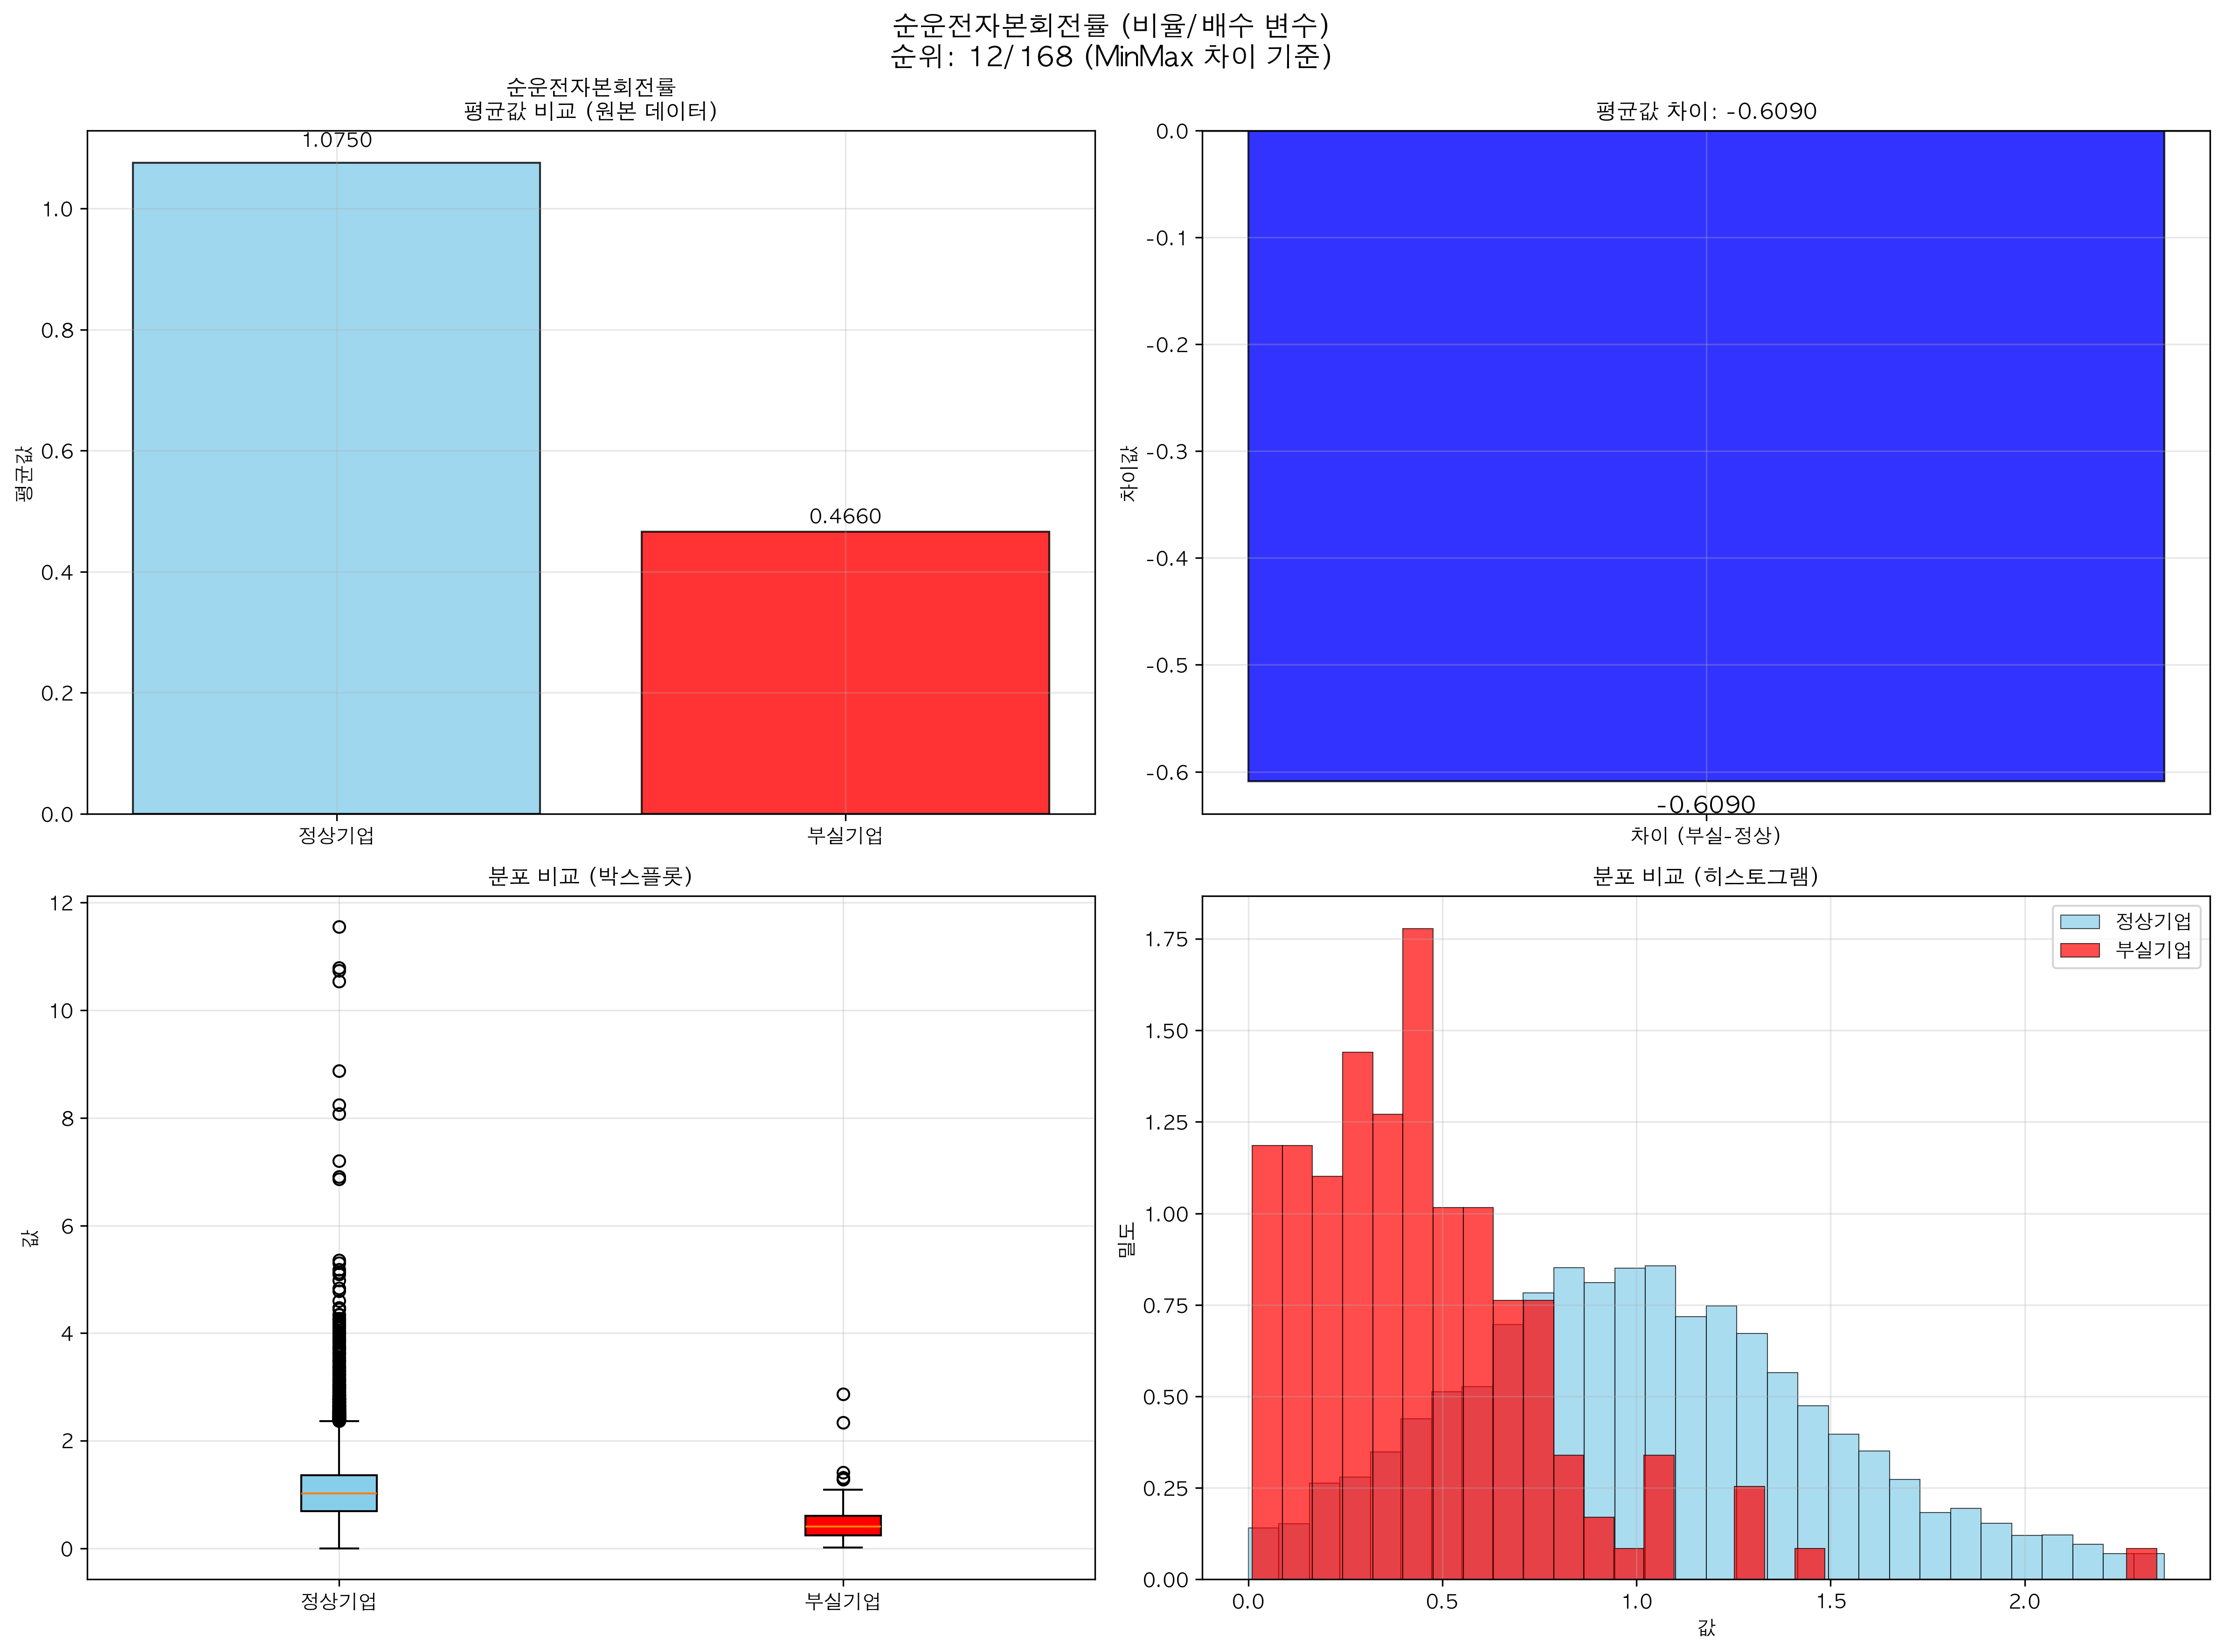 순운전자본회전률 (비율/배수 변수)
순위: 12/168 (MinMax 차이 기준)
순운전자본회전률
평균값 비교 (원본 데이터)
1.0750
0.4660
평균값
1.0
0.8
0.6
0.4
0.2
0.0
정상기업
부실기업
평균값 차이: -0.6090
차이값
0.0
-0.1
-0.2
-0.3
-0.4
-0.5
-0.6
-0.6090
차이 (부실-정상)
분포 비교 (박스플롯)
값
12
10
8
6
4
2
0
정상기업
부실기업
분포 비교 (히스토그램)
정상기업
부실기업
밀도
1.75
1.50
1.25
1.00
0.75
0.50
0.25
0.00
0.0
0.5
1.0
1.5
2.0
값